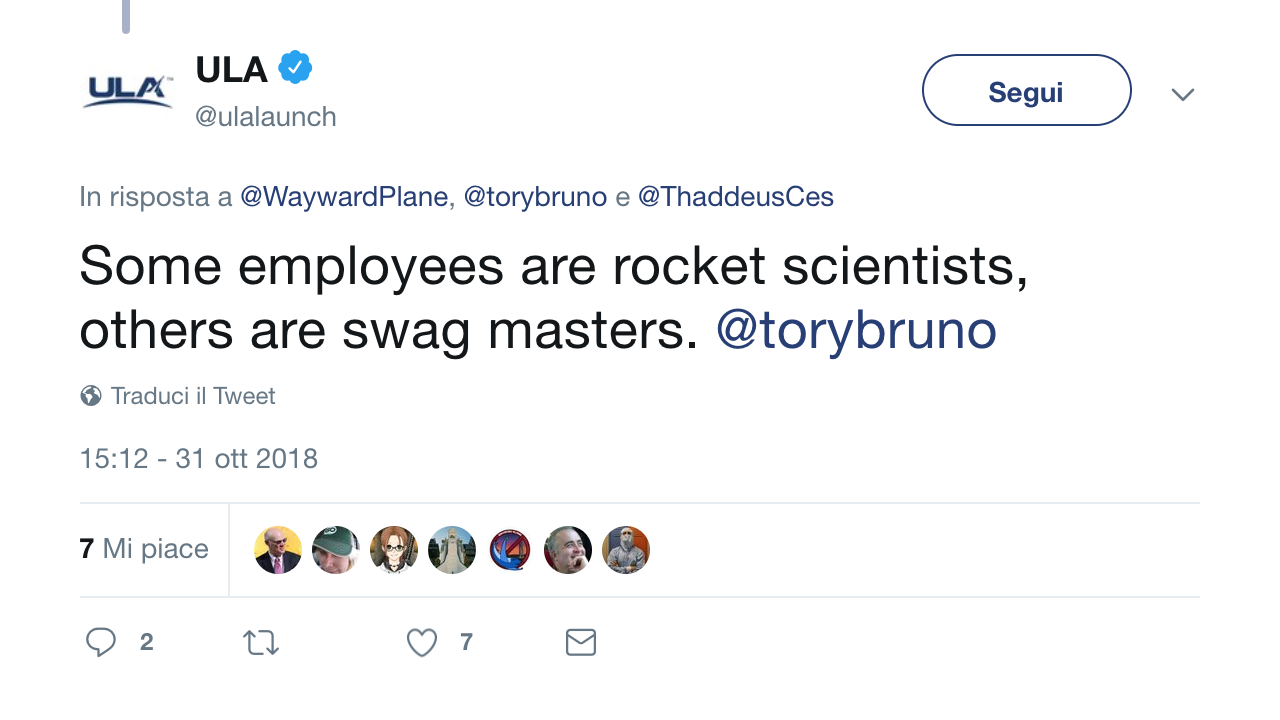 ULA
ULA™
@ulalaunch
Segui
In risposta a @WaywardPlane, @torybruno e @ThaddeusCes
Some employees are rocket scientists,
others are swag masters. @torybruno
Traduci il Tweet
15:12 - 31 ott 2018
7 Mi piace
2
7